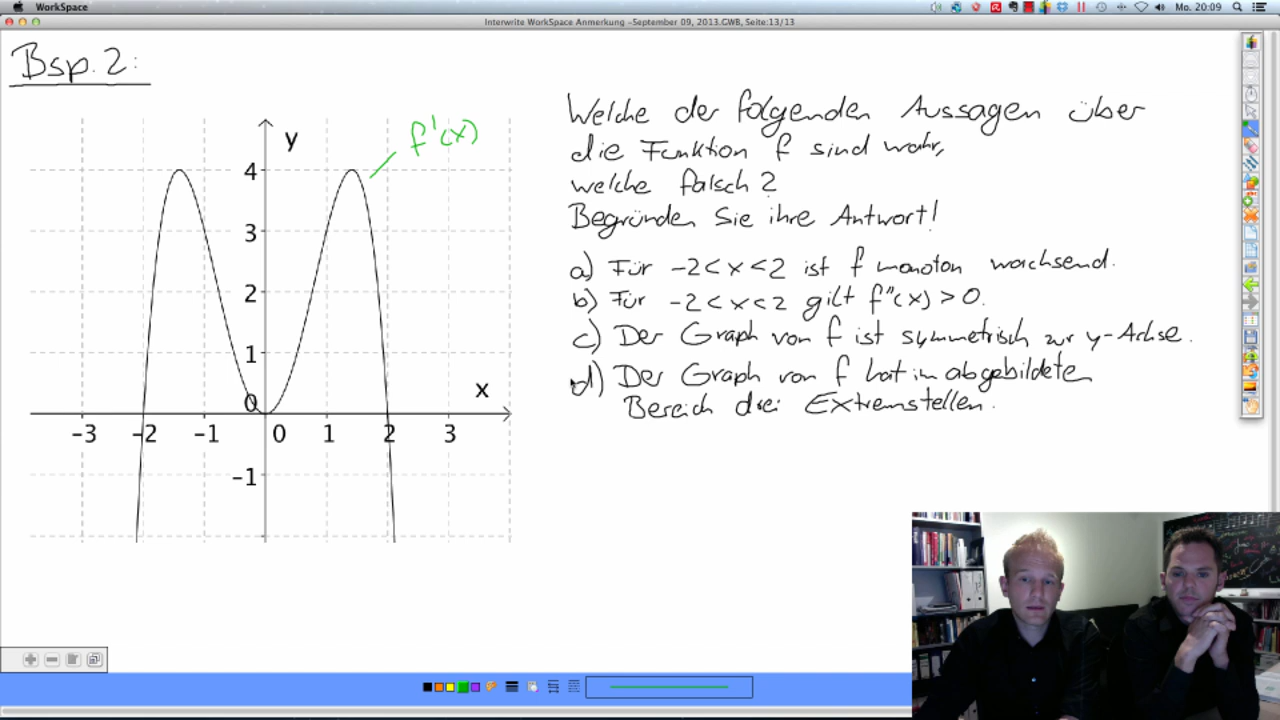 WorkSpace
Mo. 20:09
Interwrite WorkSpace Anmerkung -September 09, 2013.GWB, Seite:13/13
Bsp. 2:
f'(x)
y
x
4
3
2
1
0
-1
-3 -2 -1 0 1 2 3
Welche der folgenden Aussagen über
die Funktion f sind wahr,
welche falsch?
Begründen Sie ihre Antwort!
a) Für -2 < x < 2 ist f monoton wachsend.
b) Für -2 < x < 2 gilt f"(x) > 0.
c) Der Graph von f ist symmetrisch zur y-Achse.
d) Der Graph von f hat im abgebildeten
Bereich drei Extremstellen.